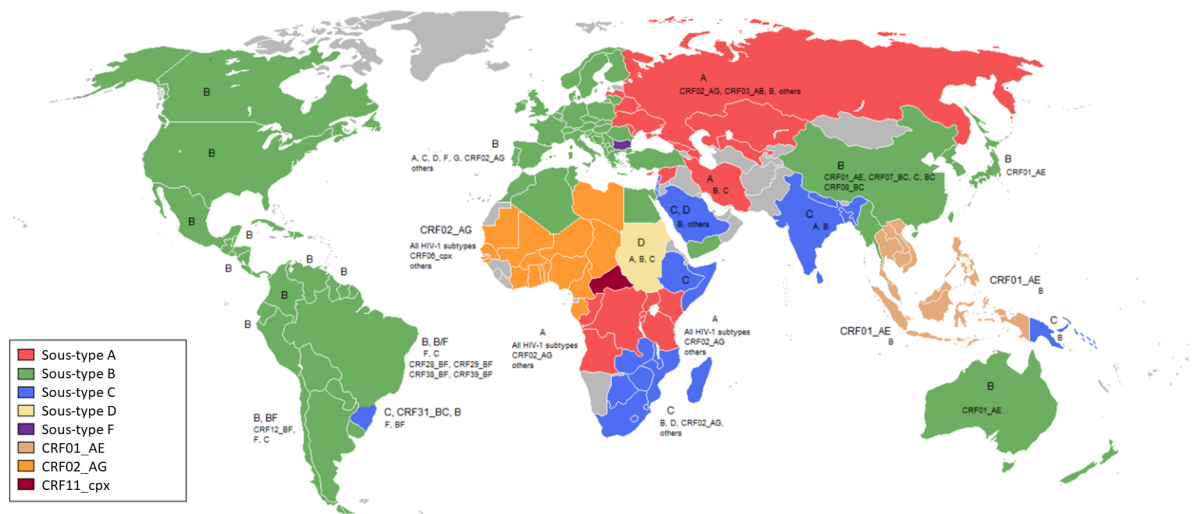 B
B
B
B
B
B
B
B
B
B, B/F
F, C
CRF28_BF, CRF29_BF
CRF38_BF, CRF39_BF
B, BF
CRF12_BF,
F, C
C, CRF31_BC, B
F, BF
B
A, C, D, F, G, CRF02_AG
others
A
CRF02_AG, CRF03_AB, B, others
B
CRF01_AE
B
CRF01_AE, CRF07_BC, C, BC
CRF08_BC
A
B, C
C, D
B, others
C
A, B
CRF02_AG
All HIV-1 subtypes
CRF06_cpx
others
D
A, B, C
C
A
All HIV-1 subtypes
CRF02_AG
others
A
All HIV-1 subtypes
CRF02_AG
others
C
B, D, CRF02_AG,
others
CRF01_AE
B
CRF01_AE
B
C
B
B
CRF01_AE
Sous-type A
Sous-type B
Sous-type C
Sous-type D
Sous-type F
CRF01_AE
CRF02_AG
CRF11_cpx